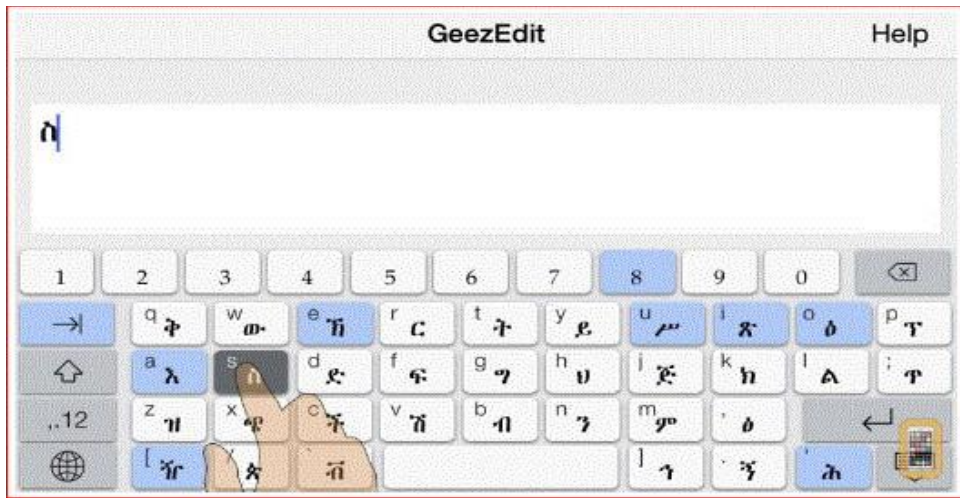 GeezEdit Help
ስ
1 2 3 4 5 6 7 8 9 0
q ቅ w ው e ኽ r ር t ት y ይ u ሥ i ጽ o ዕ p ፕ
a እ s ስ d ድ f ፍ g ግ h ህ j ጅ k ክ l ል ; ጥ
,,12 z ዝ x ጭ c ች v ሽ b ብ n ን m ም , ዕ
[ ዥ ጵ ቭ ] ኅ ኝ ' ሕ